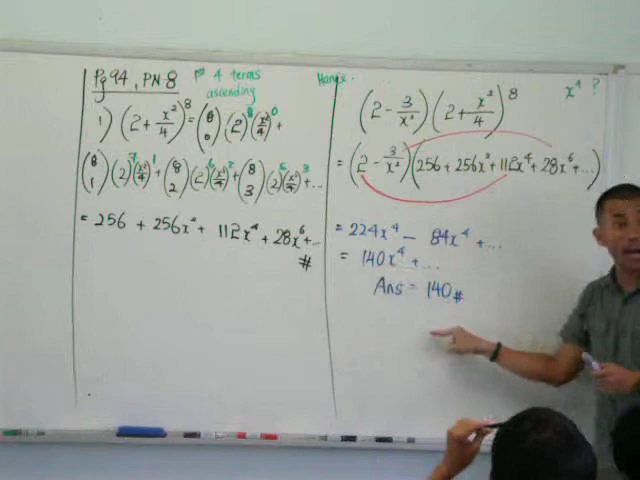 Pg 94, PN-8 1st 4 terms ascending
1) (2 + x²/4)⁸ = (8 0)(2)⁸(x²/4)⁰ +
(8 1)(2)⁷(x²/4)¹ + (8 2)(2)⁶(x²/4)² + (8 3)(2)⁵(x²/4)³ + ...
= 256 + 256x² + 112x⁴ + 28x⁶ + ...
#
Hence. x⁴ ?
(2 - 3/x²)(2 + x²/4)⁸
= (2 - 3/x²)(256 + 256x² + 112x⁴ + 28x⁶ + ...)
= 224x⁴ - 84x⁴ + ...
= 140x⁴ + ...
Ans = 140#